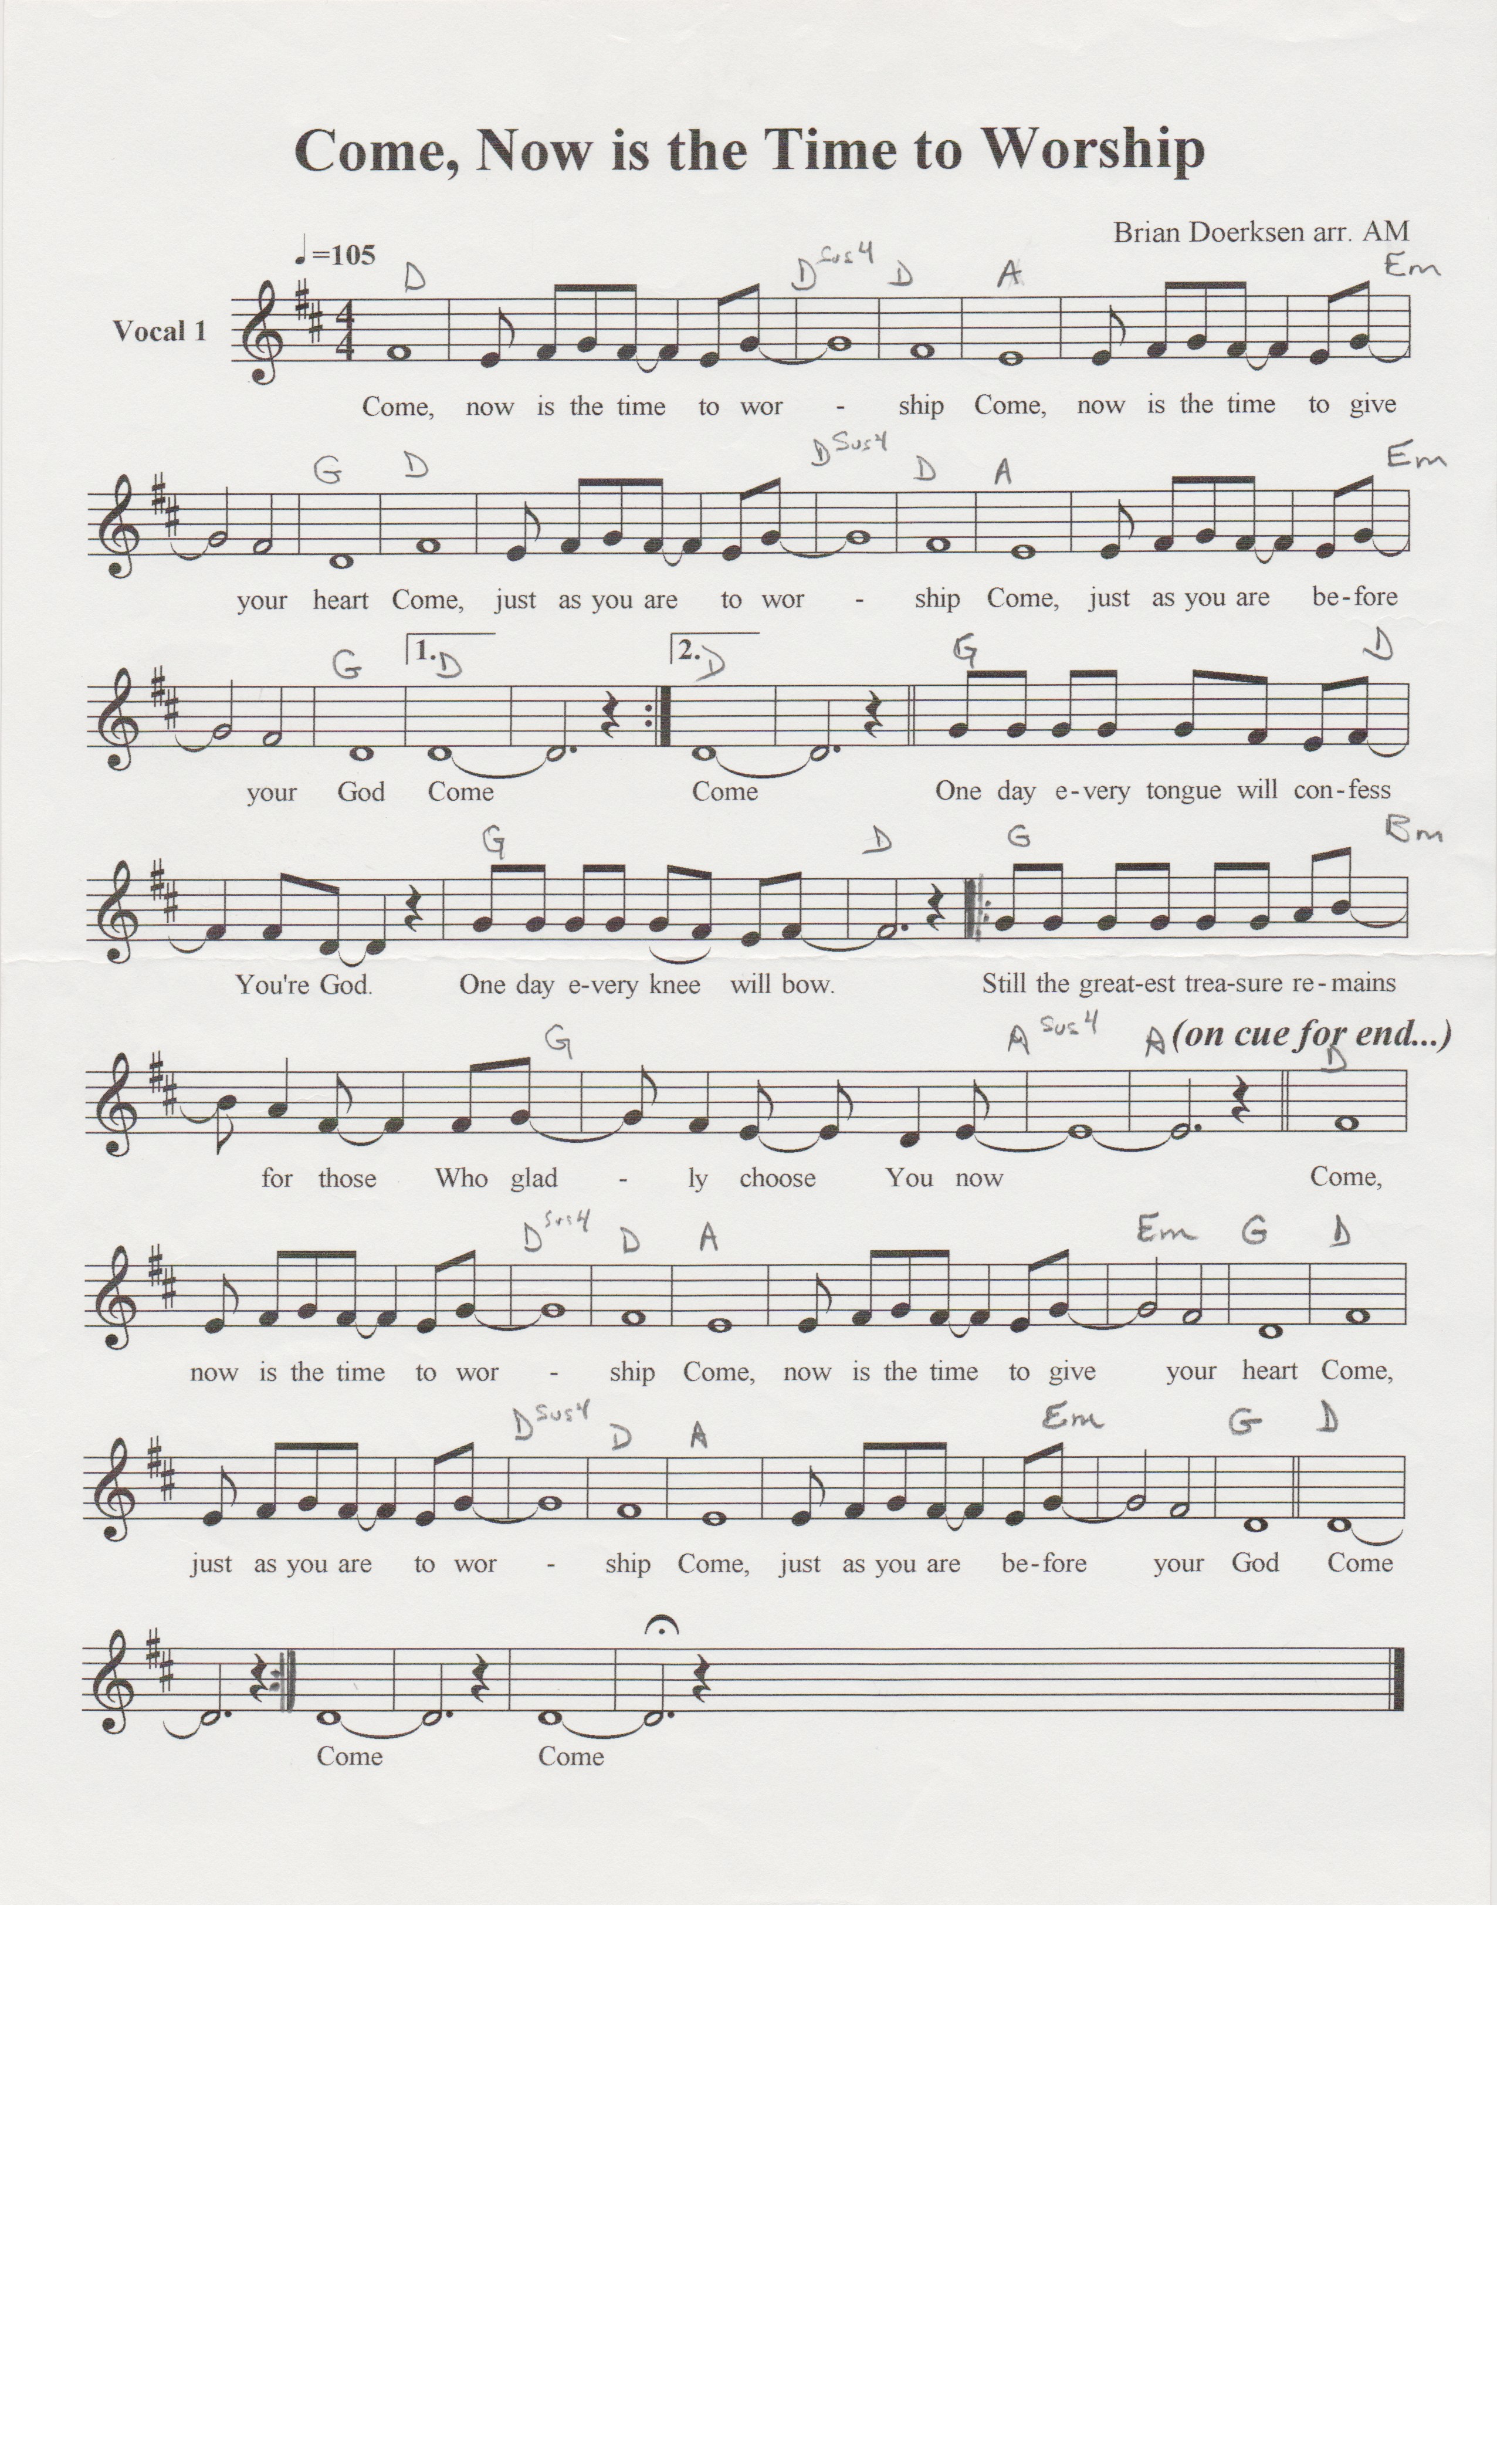 Come, Now is the Time to Worship
Brian Doerksen arr. AM
♩=105
D Dsus4 D A Em
Vocal 1
4
4
Come, now is the time to wor - ship Come, now is the time to give
G D Dsus4 D A Em
your heart Come, just as you are to wor - ship Come, just as you are be-fore
G 1. D 2. D G D
your God Come Come One day e-very tongue will con-fess
G D G Bm
You're God. One day e-very knee will bow. Still the great-est trea-sure re-mains
G A sus4 A (on cue for end...) D
for those Who glad - ly choose You now Come,
Dsus4 D A Em G D
now is the time to wor - ship Come, now is the time to give your heart Come,
Dsus4 D A Em G D
just as you are to wor - ship Come, just as you are be-fore your God Come
Come Come